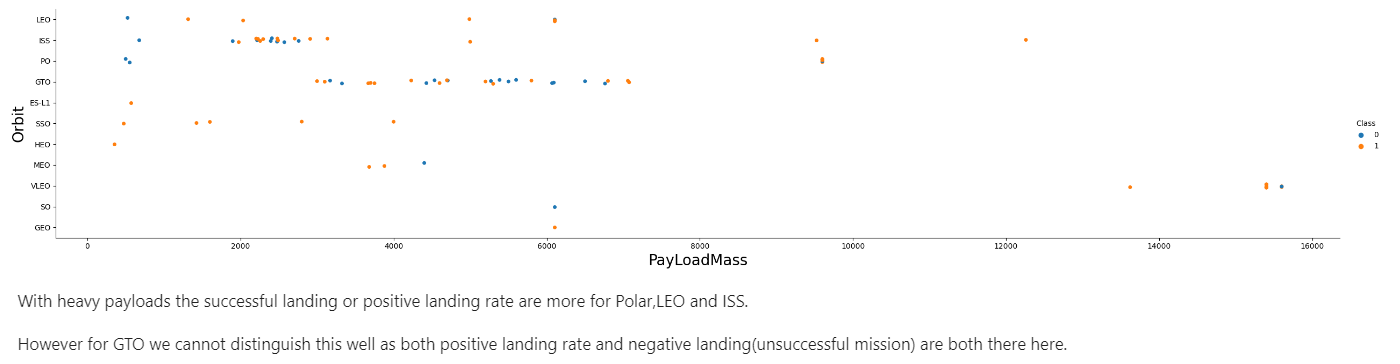 Orbit
LEO
ISS
PO
GTO
ES-L1
SSO
HEO
MEO
VLEO
SO
GEO
Class
0
1
0 2000 4000 6000 8000 10000 12000 14000 16000
PayLoadMass
With heavy payloads the successful landing or positive landing rate are more for Polar,LEO and ISS.
However for GTO we cannot distinguish this well as both positive landing rate and negative landing(unsuccessful mission) are both there here.